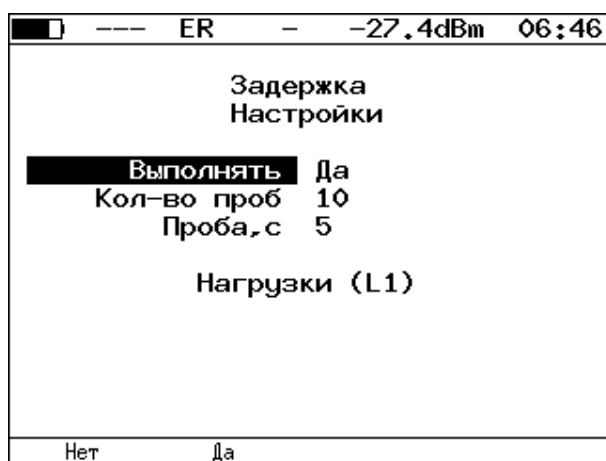 --- ER - -27.4dBm 06:46
Задержка
Настройки
Выполнять Да
Кол-во проб 10
Проба,с 5
Нагрузки (L1)
Нет Да